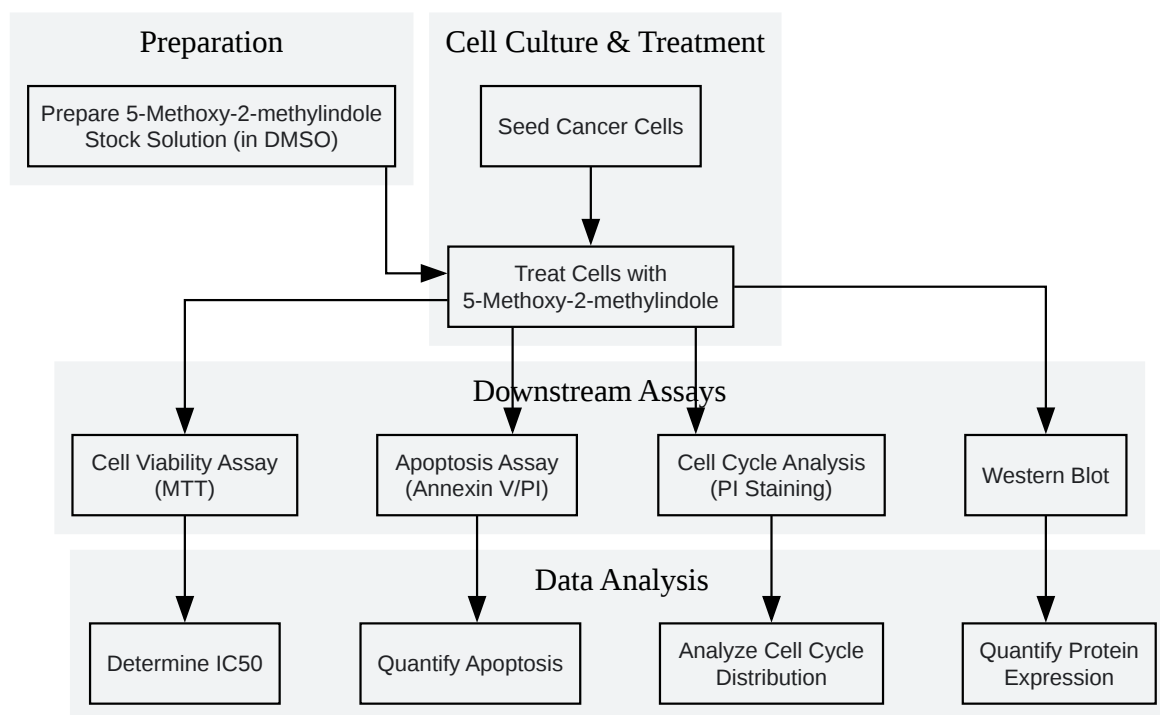 Preparation
Prepare 5-Methoxy-2-methylindole
Stock Solution (in DMSO)
Cell Culture & Treatment
Seed Cancer Cells
Treat Cells with
5-Methoxy-2-methylindole
Downstream Assays
Cell Viability Assay
(MTT)
Apoptosis Assay
(Annexin V/PI)
Cell Cycle Analysis
(PI Staining)
Western Blot
Data Analysis
Determine IC50
Quantify Apoptosis
Analyze Cell Cycle
Distribution
Quantify Protein
Expression